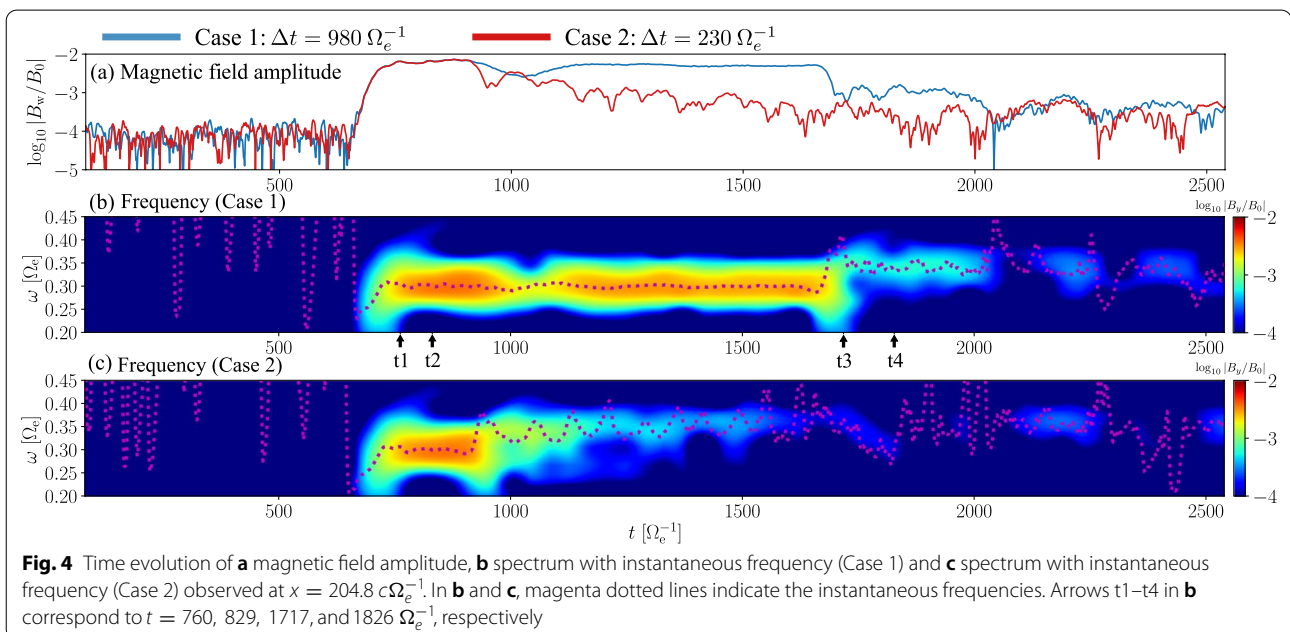 Case 1: Δt = 980 Ω_e^{-1} Case 2: Δt = 230 Ω_e^{-1}
(a) Magnetic field amplitude
log_{10} |B_w/B_0|
-2
-3
-4
-5
500 1000 1500 2000 2500
(b) Frequency (Case 1)
log_{10} |B_y/B_0|
ω [Ω_e]
0.45
0.40
0.35
0.30
0.25
0.20
-2
-3
-4
500 1000 1500 2000 2500
t1 t2 t3 t4
(c) Frequency (Case 2)
log_{10} |B_y/B_0|
ω [Ω_e]
0.45
0.40
0.35
0.30
0.25
0.20
-2
-3
-4
500 1000 1500 2000 2500
t [Ω_e^{-1}]
Fig. 4 Time evolution of a magnetic field amplitude, b spectrum with instantaneous frequency (Case 1) and c spectrum with instantaneous
frequency (Case 2) observed at x = 204.8 cΩ_e^{-1}. In b and c, magenta dotted lines indicate the instantaneous frequencies. Arrows t1–t4 in b
correspond to t = 760, 829, 1717, and 1826 Ω_e^{-1}, respectively